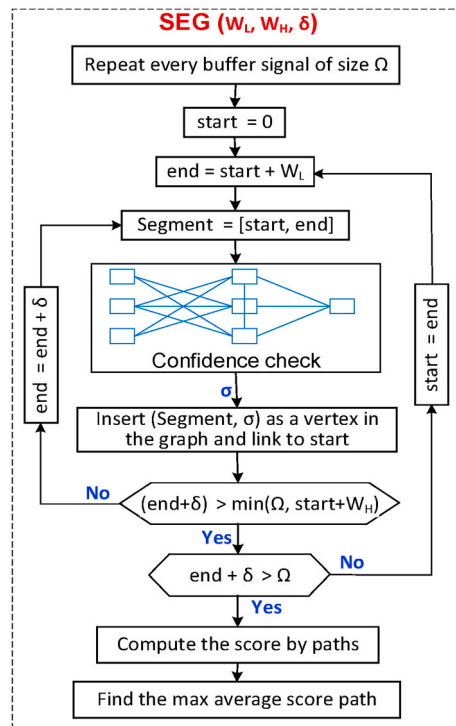 SEG (W_L, W_H, δ)
Repeat every buffer signal of size Ω
start = 0
end = start + W_L
Segment = [start, end]
Confidence check
σ
Insert (Segment, σ) as a vertex in
the graph and link to start
(end+δ) > min(Ω, start+W_H)
No
Yes
end = end + δ
end + δ > Ω
No
Yes
start = end
Compute the score by paths
Find the max average score path